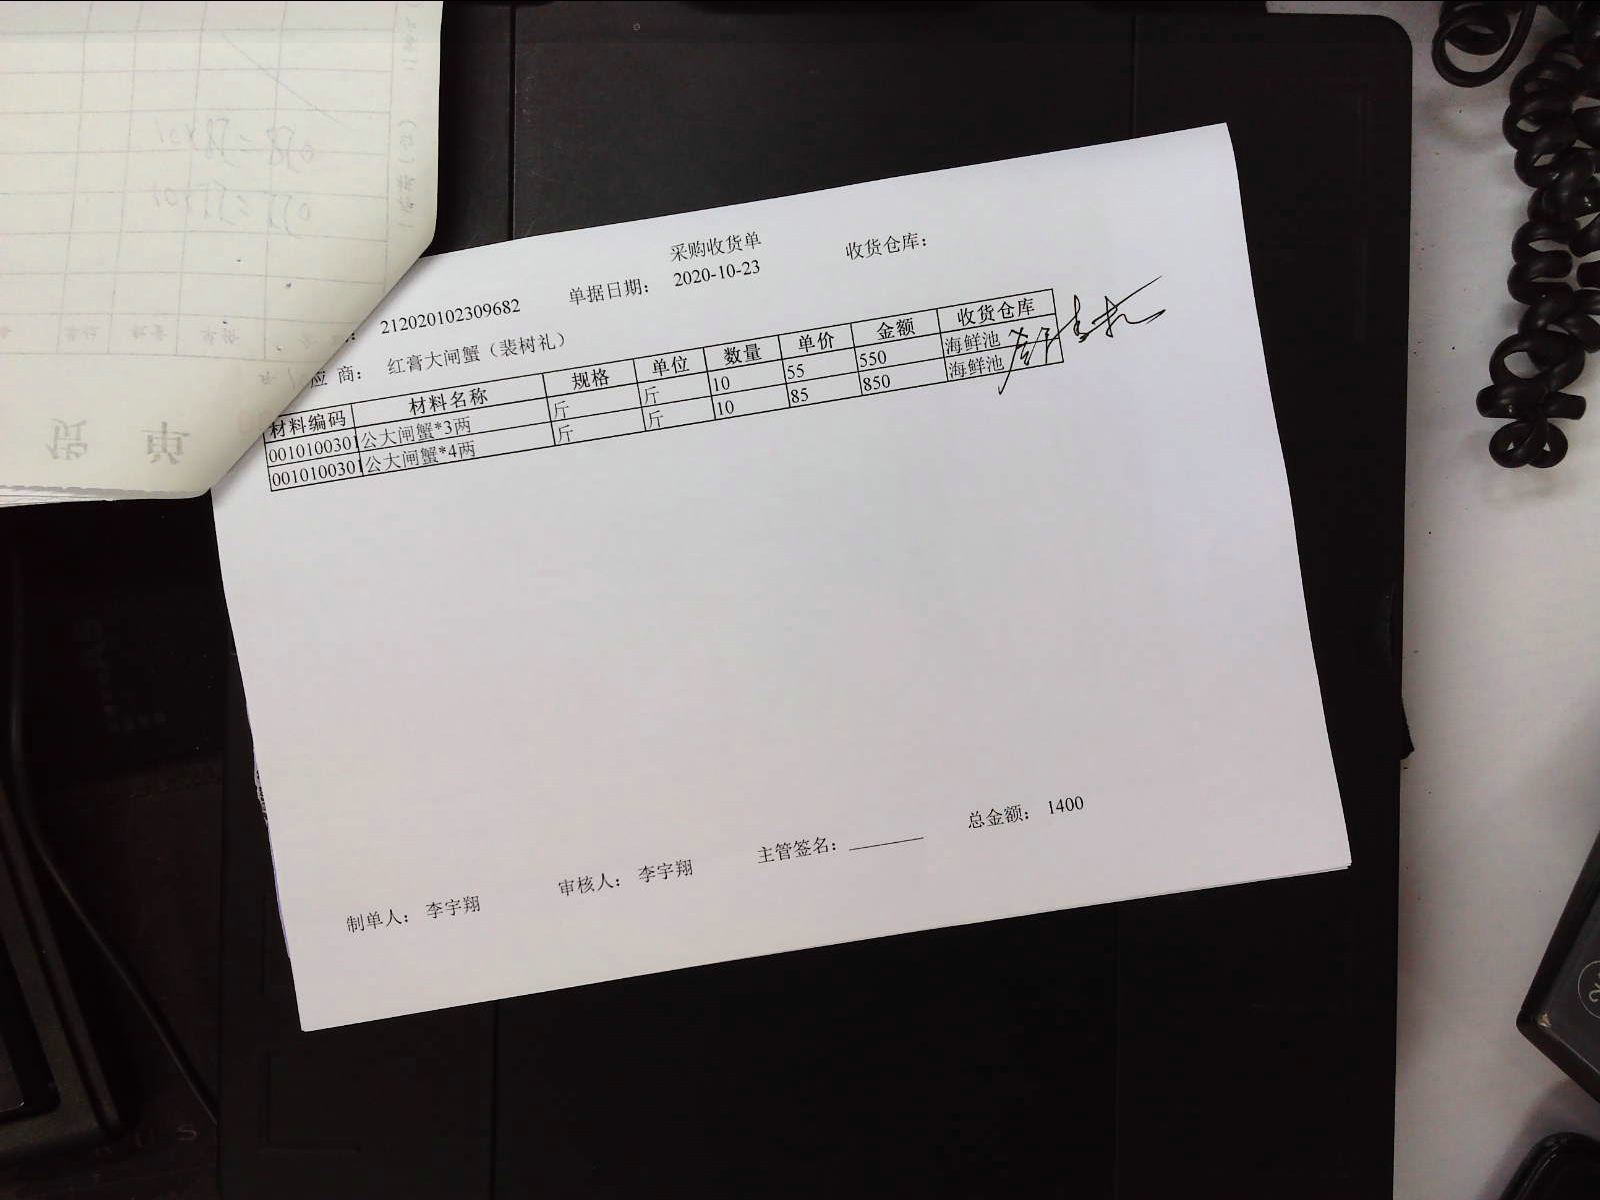 采购收货单
212020102309682 单据日期： 2020-10-23 收货仓库：
应 商： 红膏大闸蟹（裴树礼）
材料编码 材料名称 规格 单位 数量 单价 金额 收货仓库
0010100301 公大闸蟹*3两 斤 斤 10 55 550 海鲜池
0010100301 公大闸蟹*4两 斤 斤 10 85 850 海鲜池
制单人： 李宇翔 审核人： 李宇翔 主管签名： 总金额： 1400